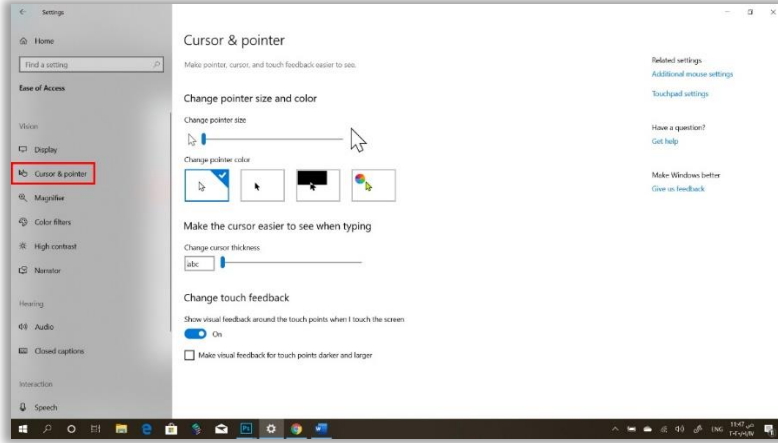 Settings
Home
Find a setting
Ease of Access
Vision
Display
Cursor & pointer
Magnifier
Color filters
High contrast
Narrator
Hearing
Audio
Closed captions
Interaction
Speech
Cursor & pointer
Make pointer, cursor, and touch feedback easier to see.
Change pointer size and color
Change pointer size
Change pointer color
Make the cursor easier to see when typing
Change cursor thickness
abc
Change touch feedback
Show visual feedback around the touch points when I touch the screen
On
Make visual feedback for touch points darker and larger
Related settings
Additional mouse settings
Touchpad settings
Have a question?
Get help
Make Windows better
Give us feedback
Ps
ENG